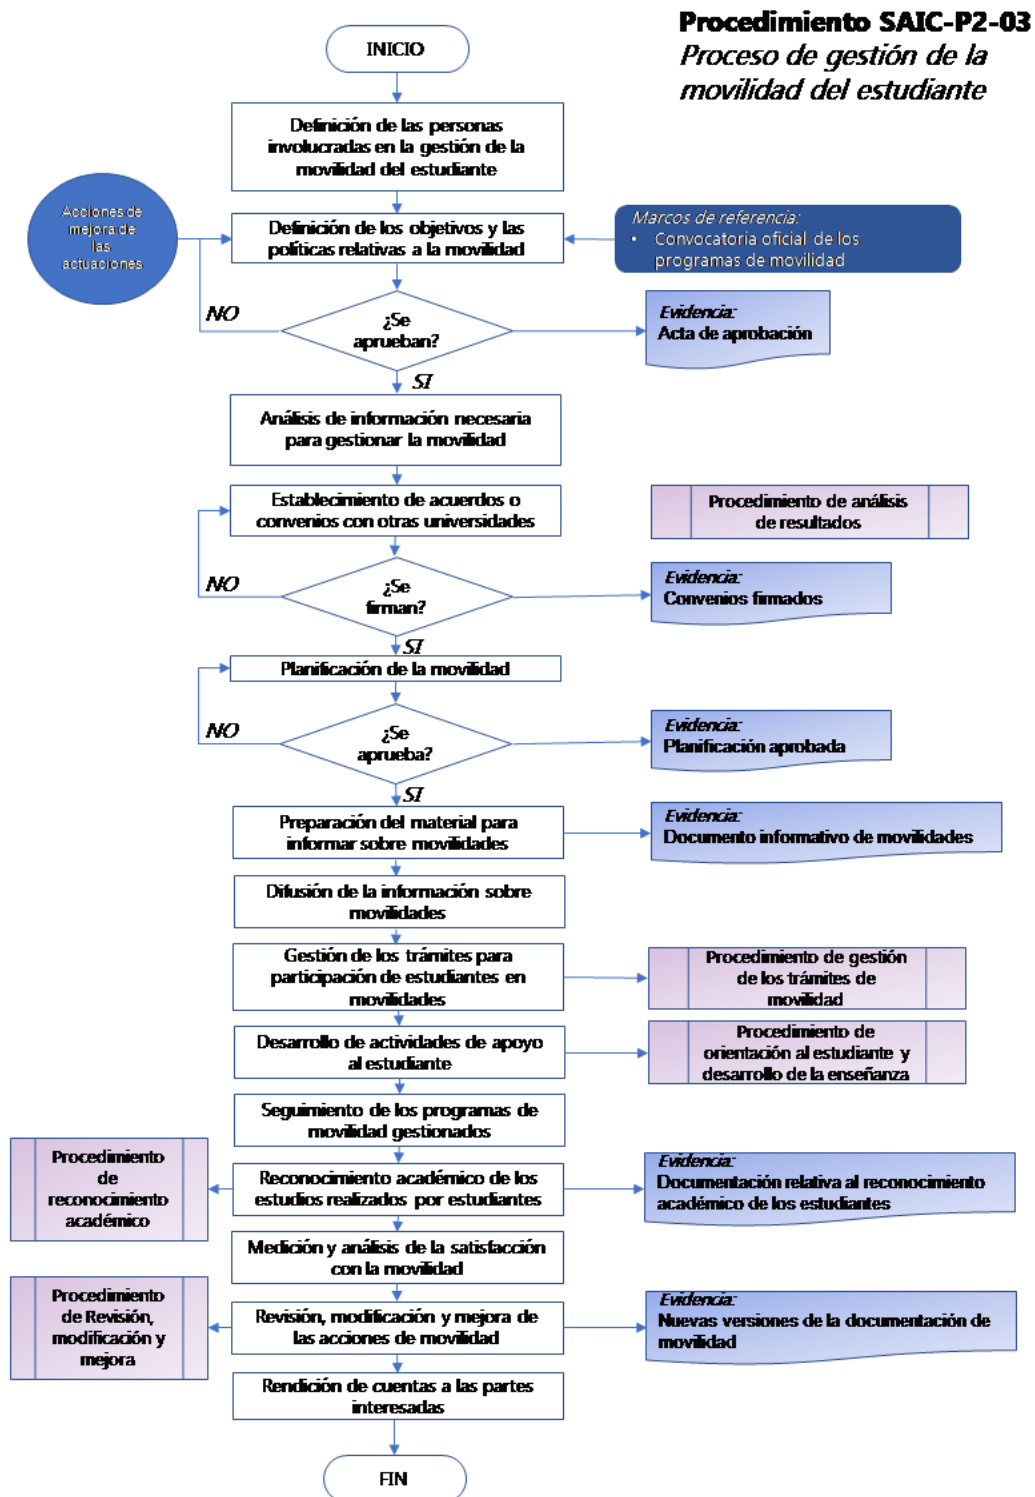 Procedimiento SAIC-P2-03
Proceso de gestión de la
movilidad del estudiante
INICIO
Definición de las personas
involucradas en la gestión de la
movilidad del estudiante
Acciones de
mejora de
las
actuaciones
Definición de los objetivos y las
políticas relativas a la movilidad
Marcos de referencia:
• Convocatoria oficial de los
programas de movilidad
NO
¿Se
aprueban?
Evidencia:
Acta de aprobación
SI
Análisis de información necesaria
para gestionar la movilidad
Establecimiento de acuerdos o
convenios con otras universidades
Procedimiento de análisis
de resultados
NO
¿Se
firman?
Evidencia:
Convenios firmados
SI
Planificación de la movilidad
NO
¿Se
aprueba?
Evidencia:
Planificación aprobada
SI
Preparación del material para
informar sobre movilidades
Evidencia:
Documento informativo de movilidades
Difusión de la información sobre
movilidades
Gestión de los trámites para
participación de estudiantes en
movilidades
Procedimiento de gestión
de los trámites de
movilidad
Desarrollo de actividades de apoyo
al estudiante
Procedimiento de
orientación al estudiante y
desarrollo de la enseñanza
Seguimiento de los programas de
movilidad gestionados
Procedimiento
de
reconocimiento
académico
Reconocimiento académico de los
estudios realizados por estudiantes
Evidencia:
Documentación relativa al reconocimiento
académico de los estudiantes
Medición y análisis de la satisfacción
con la movilidad
Procedimiento
de Revisión,
modificación y
mejora
Revisión, modificación y mejora de
las acciones de movilidad
Evidencia:
Nuevas versiones de la documentación de
movilidad
Rendición de cuentas a las partes
interesadas
FIN